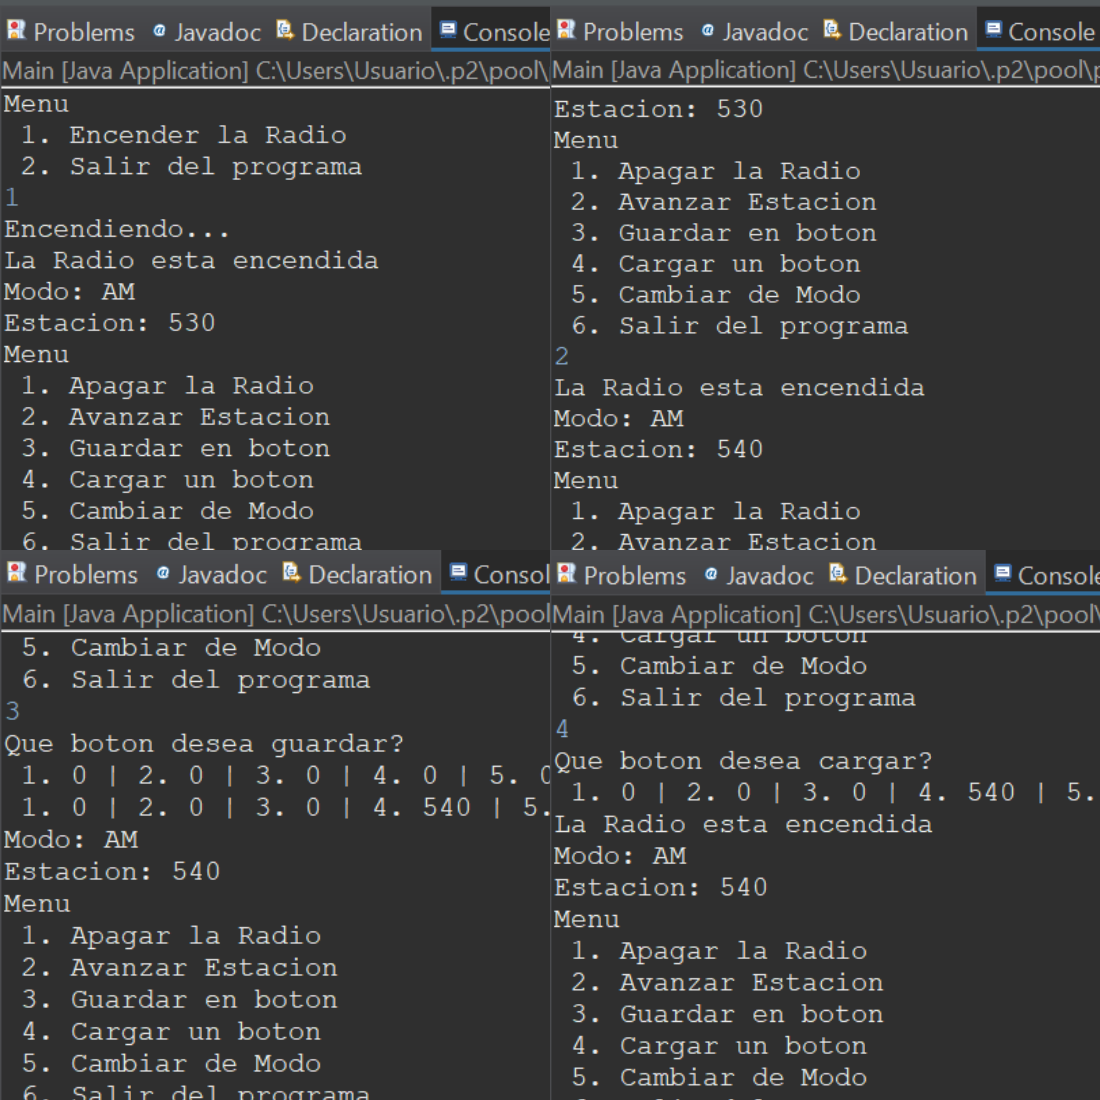 Problems Javadoc Declaration Console
Main [Java Application] C:\Users\Usuario\.p2\pool\
Menu
1. Encender la Radio
2. Salir del programa
1
Encendiendo...
La Radio esta encendida
Modo: AM
Estacion: 530
Menu
1. Apagar la Radio
2. Avanzar Estacion
3. Guardar en boton
4. Cargar un boton
5. Cambiar de Modo
6. Salir del programa
Problems Javadoc Declaration Console
Main [Java Application] C:\Users\Usuario\.p2\pool\p
Estacion: 530
Menu
1. Apagar la Radio
2. Avanzar Estacion
3. Guardar en boton
4. Cargar un boton
5. Cambiar de Modo
6. Salir del programa
2
La Radio esta encendida
Modo: AM
Estacion: 540
Menu
1. Apagar la Radio
2. Avanzar Estacion
Problems Javadoc Declaration Consol
Main [Java Application] C:\Users\Usuario\.p2\pool
5. Cambiar de Modo
6. Salir del programa
3
Que boton desea guardar?
1. 0 | 2. 0 | 3. 0 | 4. 0 | 5. 0
1. 0 | 2. 0 | 3. 0 | 4. 540 | 5.
Modo: AM
Estacion: 540
Menu
1. Apagar la Radio
2. Avanzar Estacion
3. Guardar en boton
4. Cargar un boton
5. Cambiar de Modo
6. Salir del programa
Problems Javadoc Declaration Console
Main [Java Application] C:\Users\Usuario\.p2\pool\
4. Cargar un boton
5. Cambiar de Modo
6. Salir del programa
4
Que boton desea cargar?
1. 0 | 2. 0 | 3. 0 | 4. 540 | 5.
La Radio esta encendida
Modo: AM
Estacion: 540
Menu
1. Apagar la Radio
2. Avanzar Estacion
3. Guardar en boton
4. Cargar un boton
5. Cambiar de Modo